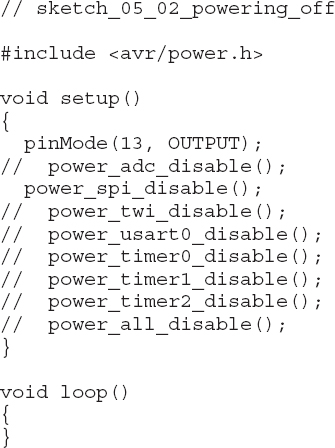 // sketch_05_02_powering_off
#include <avr/power.h>
void setup()
{
  pinMode(13, OUTPUT);
//  power_adc_disable();
  power_spi_disable();
//  power_twi_disable();
//  power_usart0_disable();
//  power_timer0_disable();
//  power_timer1_disable();
//  power_timer2_disable();
//  power_all_disable();
}
void loop()
{
}